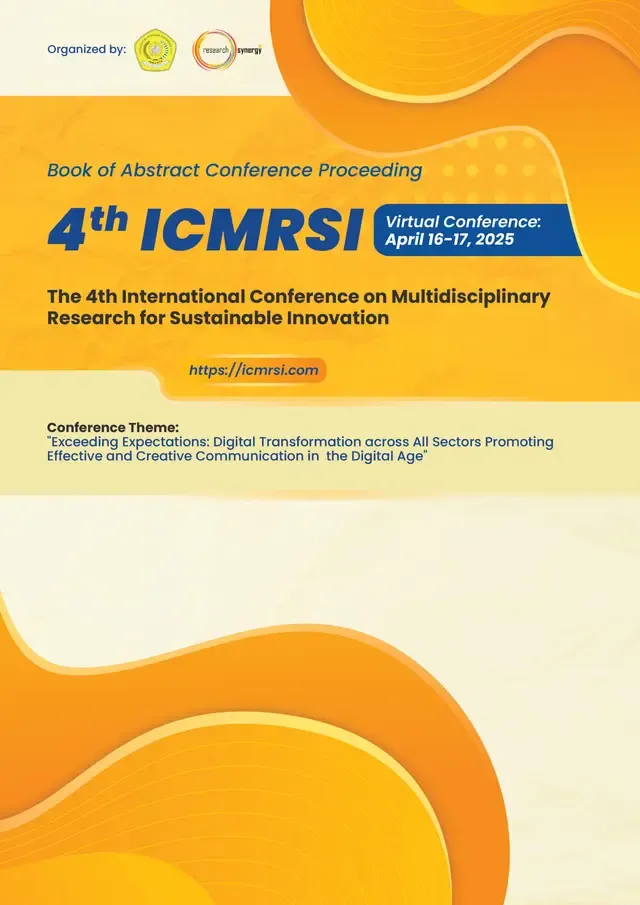 Organized by:
research synergy
Book of Abstract Conference Proceeding
4th ICMRSI
Virtual Conference:
April 16-17, 2025
The 4th International Conference on Multidisciplinary
Research for Sustainable Innovation
https://icmrsi.com
Conference Theme:
"Exceeding Expectations: Digital Transformation across All Sectors Promoting
Effective and Creative Communication in  the Digital Age"